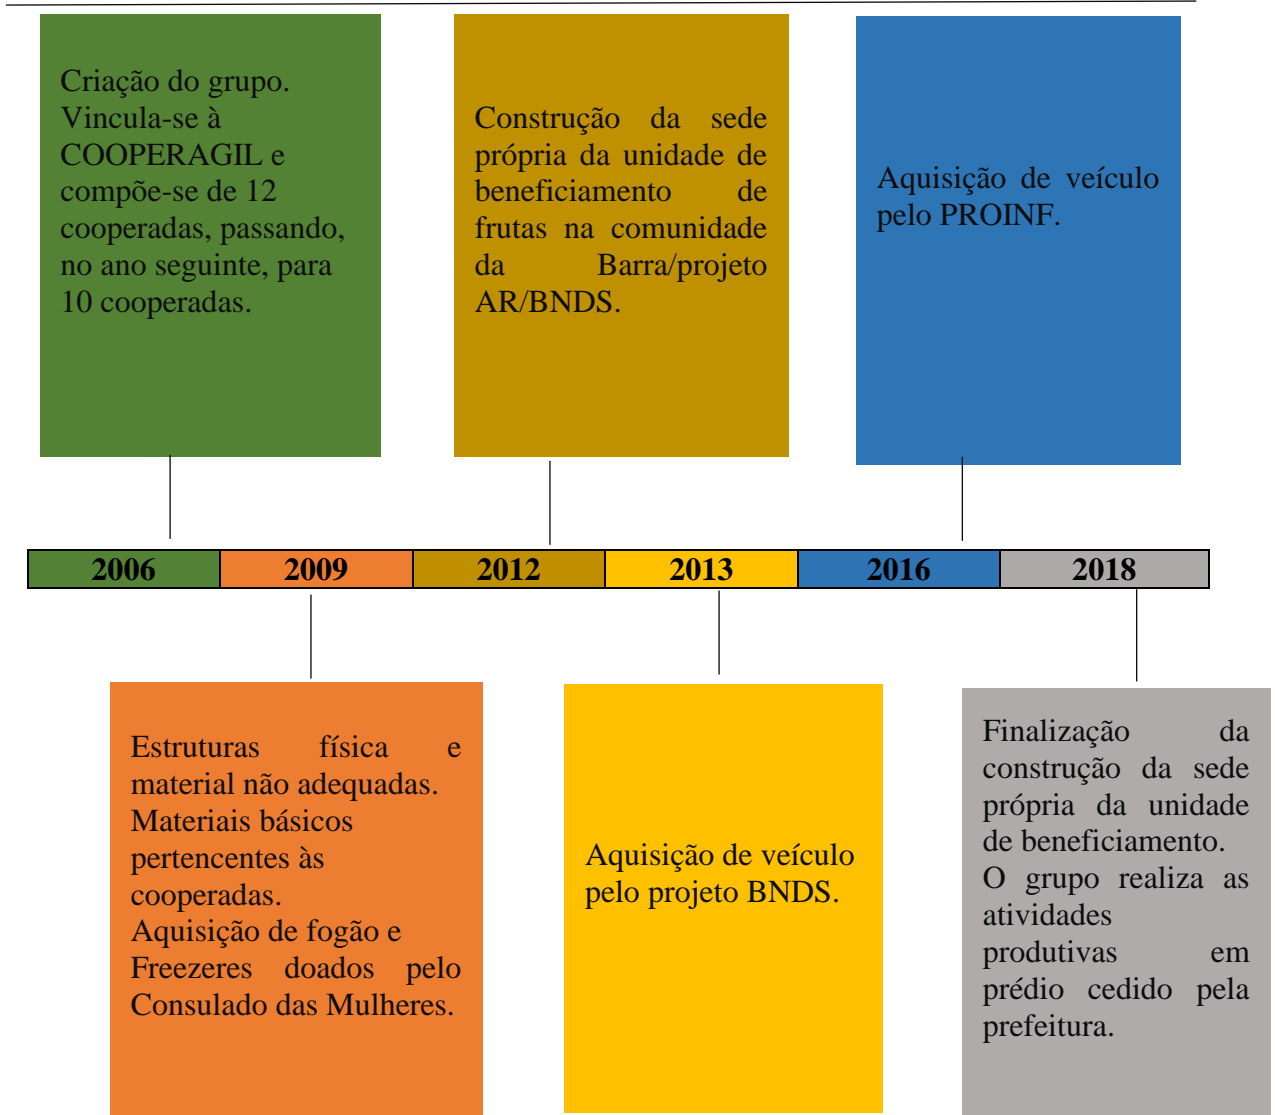 Criação do grupo.
Vincula-se à
COOPERAGIL e
compõe-se de 12
cooperadas, passando,
no ano seguinte, para
10 cooperadas.
Construção da sede
própria da unidade de
beneficiamento de
frutas na comunidade
da Barra/projeto
AR/BNDS.
Aquisição de veículo
pelo PROINF.
2006 2009 2012 2013 2016 2018
Estruturas física e
material não adequadas.
Materiais básicos
pertencentes às
cooperadas.
Aquisição de fogão e
Freezeres doados pelo
Consulado das Mulheres.
Aquisição de veículo
pelo projeto BNDS.
Finalização da
construção da sede
própria da unidade
de beneficiamento.
O grupo realiza as
atividades
produtivas em
prédio cedido pela
prefeitura.